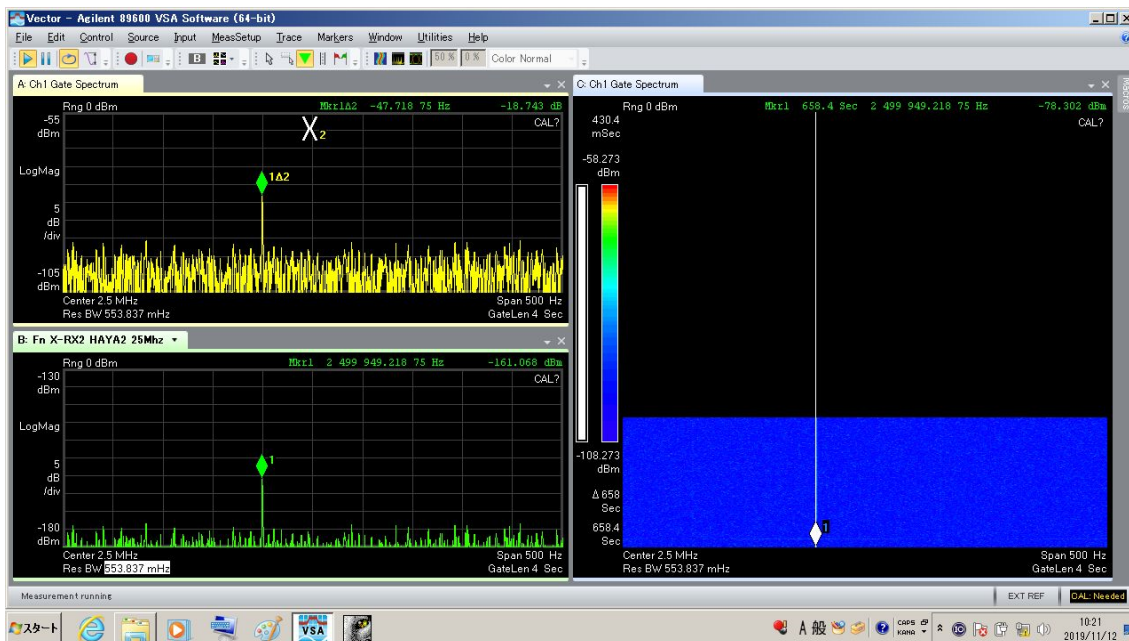 Vector - Agilent 89600 VSA Software (64-bit)
File Edit Control Source Input MeasSetup Trace Markers Window Utilities Help
B 50 % 0 % Color Normal
A: Ch1 Gate Spectrum
Rng 0 dBm Mkr1Δ2 -47.718 75 Hz -18.743 dB
-55
dBm
CAL?
X2
LogMag
1Δ2
5
dB
/div
-105
dBm
Center 2.5 MHz Span 500 Hz
Res BW 553.837 mHz GateLen 4 Sec
B: Fn X-RX2 HAYA2 25Mhz
Rng 0 dBm Mkr1 2 499 949.218 75 Hz -161.068 dBm
-130
dBm
CAL?
LogMag
1
5
dB
/div
-180
dBm
Center 2.5 MHz Span 500 Hz
Res BW 553.837 mHz GateLen 4 Sec
C: Ch1 Gate Spectrum
Macros
Rng 0 dBm Mkr1 658.4 Sec 2 499 949.218 75 Hz -78.302 dBm
430.4
mSec
CAL?
-58.273
dBm
-108.273
dBm
Δ 658
Sec
658.4
Sec
1
Center 2.5 MHz Span 500 Hz
Res BW 553.837 mHz GateLen 4 Sec
Measurement running EXT REF CAL: Needed
スタート VSA A 般 CAPS KANA 10:21
2019/11/12